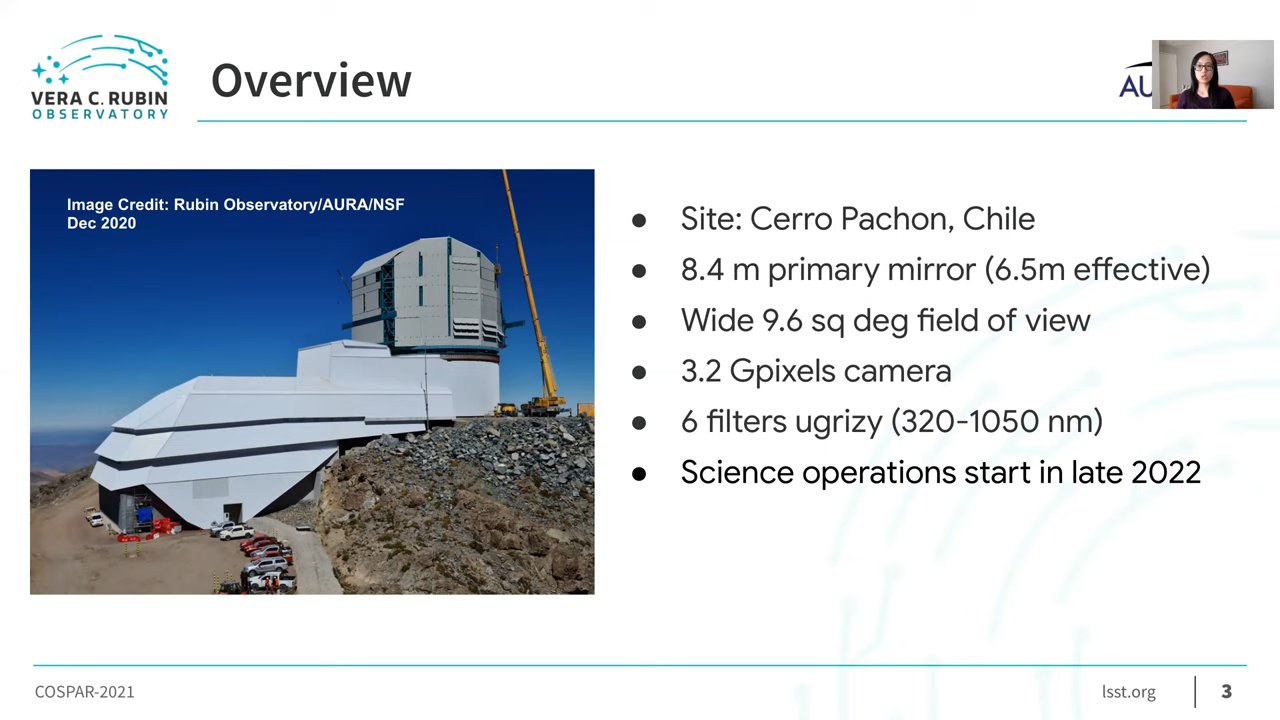 VERA C. RUBIN
OBSERVATORY
Overview
AU
Image Credit: Rubin Observatory/AURA/NSF
Dec 2020
● Site: Cerro Pachon, Chile
● 8.4 m primary mirror (6.5m effective)
● Wide 9.6 sq deg field of view
● 3.2 Gpixels camera
● 6 filters ugrizy (320-1050 nm)
● Science operations start in late 2022
COSPAR-2021
lsst.org
3